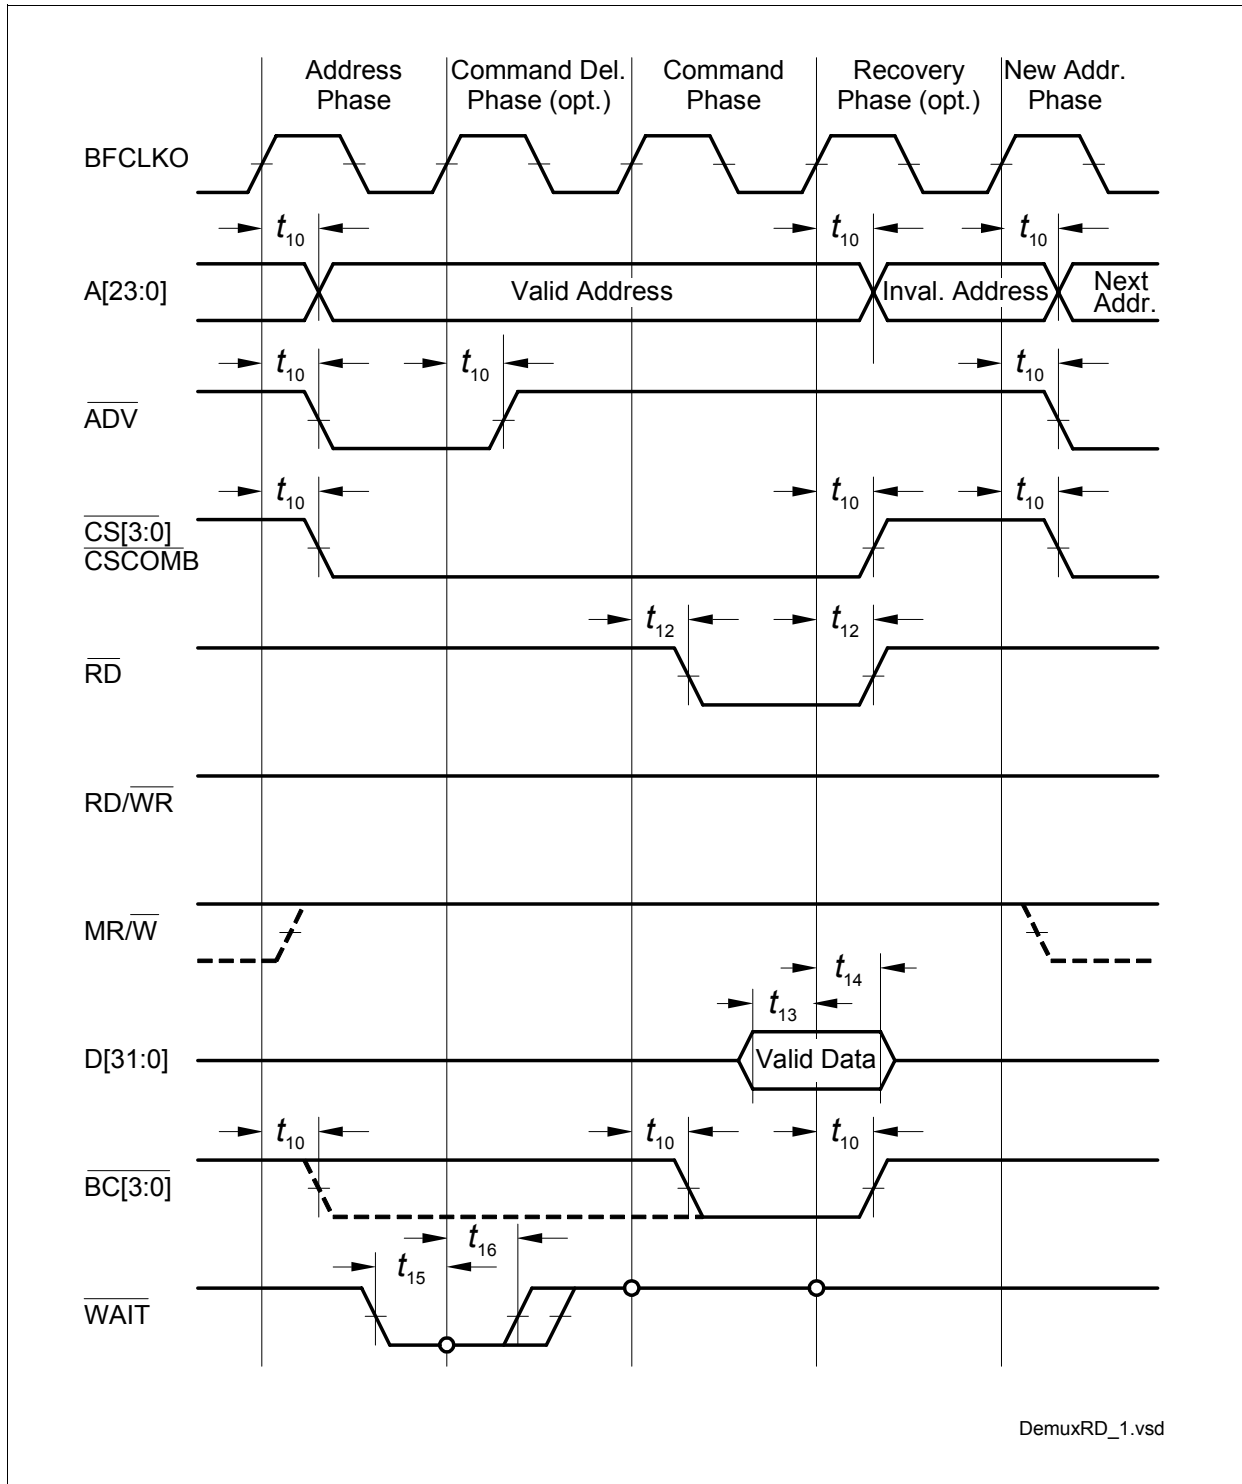 Address Phase
Command Del. Phase (opt.)
Command Phase
Recovery Phase (opt.)
New Addr. Phase
BFCLKO
t10
t10
t10
A[23:0]
Valid Address
Inval. Address
Next Addr.
t10
t10
t10
ADV
t10
t10
t10
CS[3:0]
CSCOMB
t12
t12
RD
RD/WR
MR/W
t14
t13
D[31:0]
Valid Data
t10
t10
t10
BC[3:0]
t16
t15
WAIT
DemuxRD_1.vsd